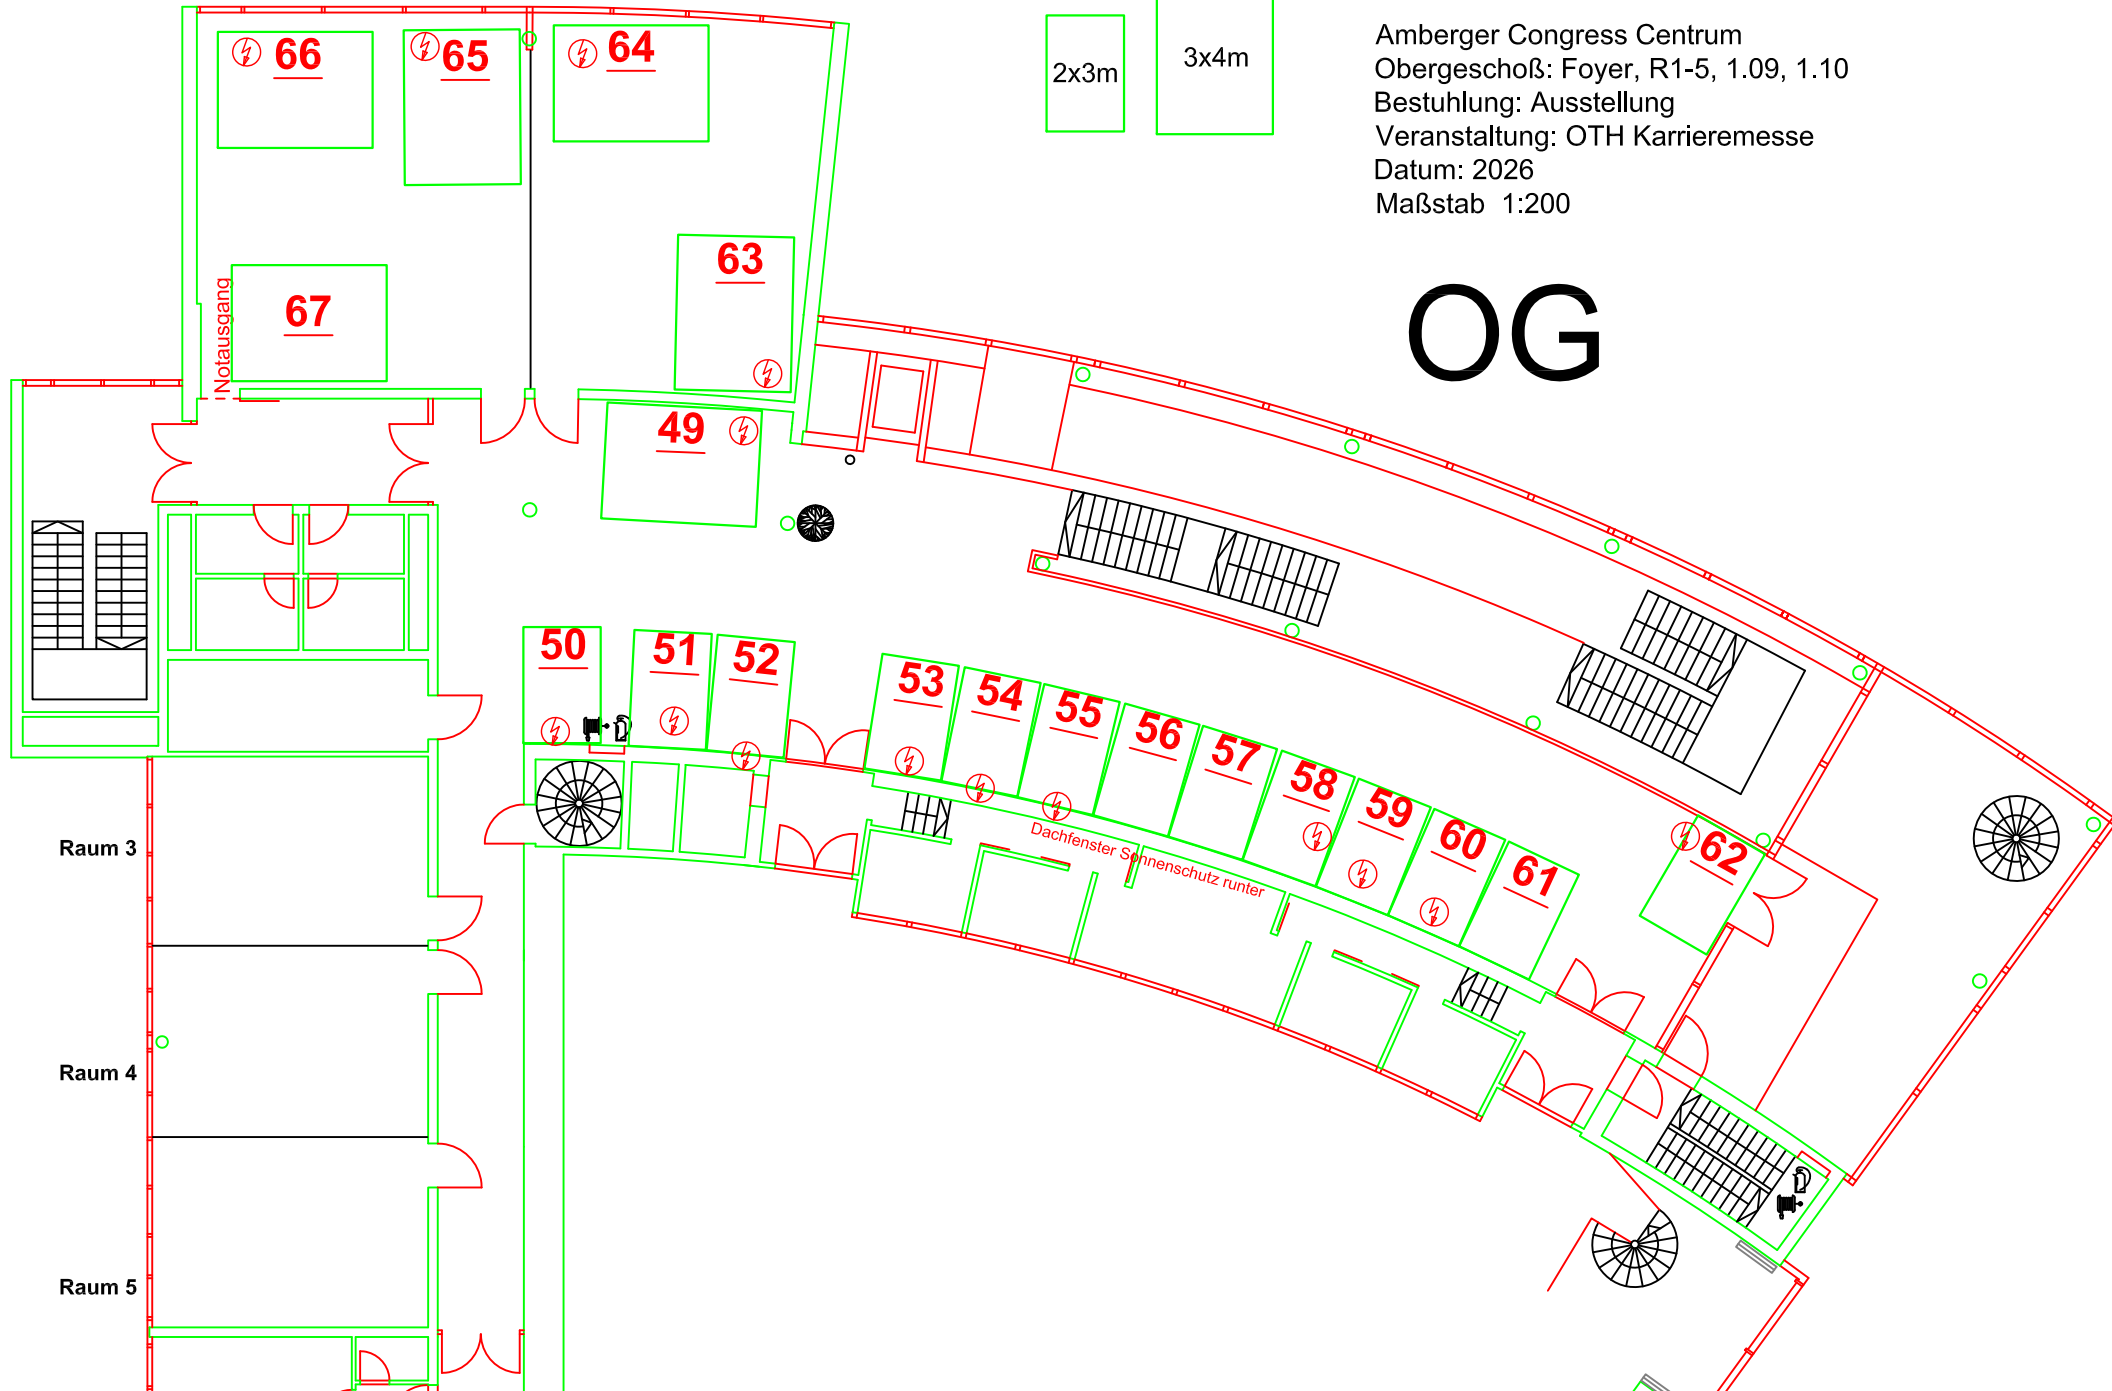 66
65
64
2x3m
3x4m
Amberger Congress Centrum
Obergeschoß: Foyer, R1-5, 1.09, 1.10
Bestuhlung: Ausstellung
Veranstaltung: OTH Karrieremesse
Datum: 2026
Maßstab 1:200
63
67
Notausgang
OG
49
50
51
52
53
54
55
56
57
58
59
60
61
62
Dachfenster Sonnenschutz runter
Raum 3
Raum 4
Raum 5